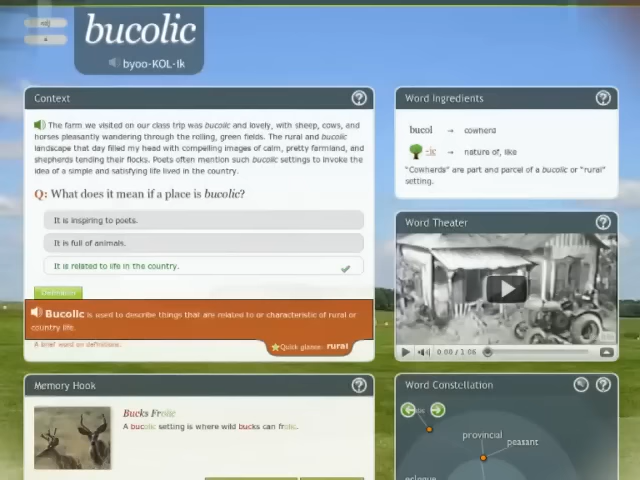 adj
bucolic
byoo-KOL-ik
Context
The farm we visited on our class trip was bucolic and lovely, with sheep, cows, and
horses pleasantly wandering through the rolling, green fields. The rural and bucolic
landscape that day filled my head with compelling images of calm, pretty farmland, and
shepherds tending their flocks. Poets often mention such bucolic settings to invoke the
idea of a simple and satisfying life lived in the country.
Q: What does it mean if a place is bucolic?
It is inspiring to poets.
It is full of animals.
It is related to life in the country.
Definition
Bucolic is used to describe things that are related to or characteristic of rural or
country life.
A brief word on definitions.
Quick glance: rural
Memory Hook
Bucks Frolic
A bucolic setting is where wild bucks can frolic.
Word Ingredients
bucol → cowherd
-ic → nature of, like
"Cowherds" are part and parcel of a bucolic or "rural"
setting.
Word Theater
0:00 / 1:06
Word Constellation
provincial
peasant
eclogue